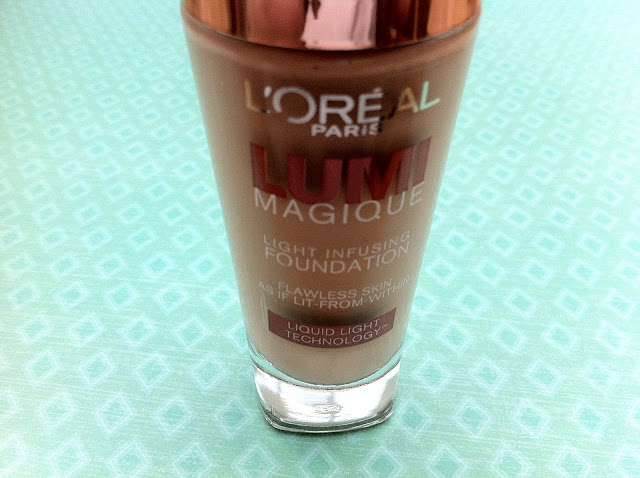 L'ORÉAL
PARIS
LUMI
MAGIQUE
LIGHT INFUSING
FOUNDATION
FLAWLESS SKIN
AS IF LIT-FROM-WITHIN
LIQUID LIGHT
TECHNOLOGY™